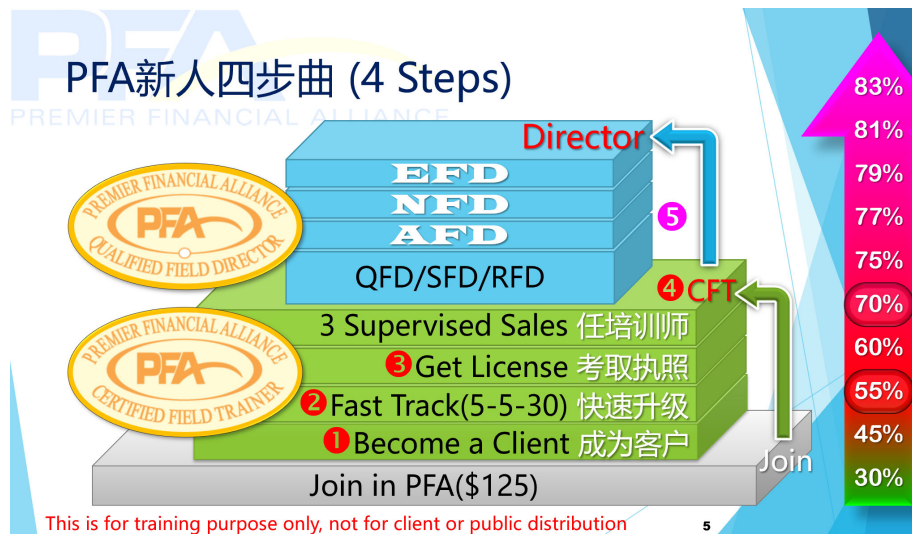 PFA
PREMIER FINANCIAL ALLIANCE
PFA新人四步曲 (4 Steps)
Director
EFD
NFD
AFD
QFD/SFD/RFD
5
PREMIER FINANCIAL ALLIANCE
PFA
QUALIFIED FIELD DIRECTOR
4 CFT
3 Supervised Sales 任培训师
3 Get License 考取执照
2 Fast Track(5-5-30) 快速升级
1 Become a Client 成为客户
PREMIER FINANCIAL ALLIANCE
PFA
CERTIFIED FIELD TRAINER
Join
Join in PFA($125)
83%
81%
79%
77%
75%
70%
60%
55%
45%
30%
This is for training purpose only, not for client or public distribution
5